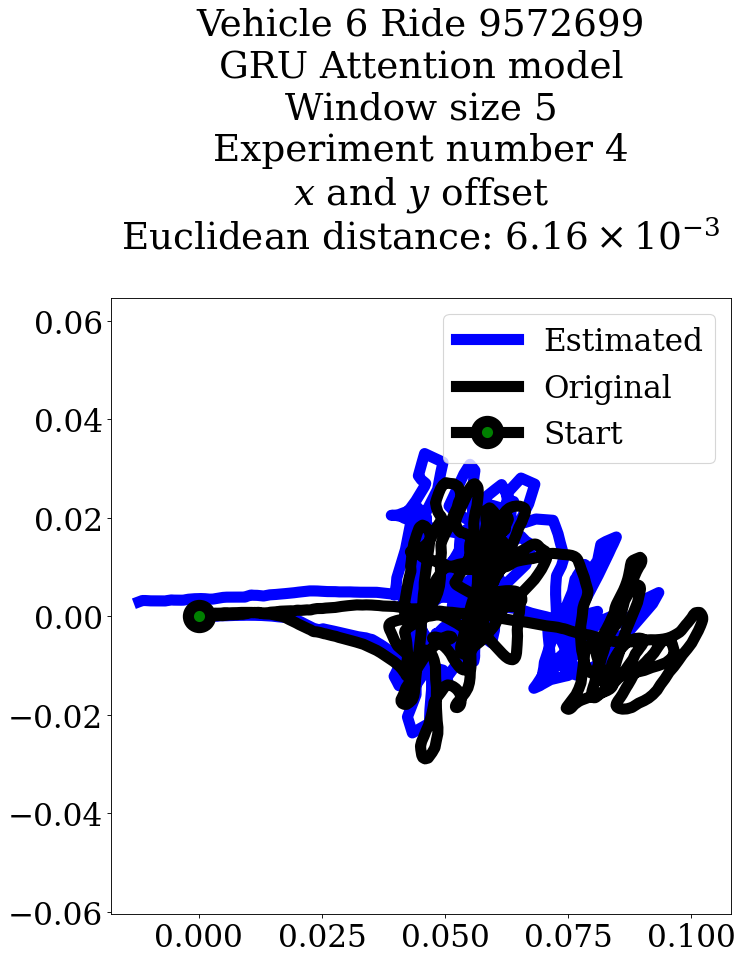 Vehicle 6 Ride 9572699
GRU Attention model
Window size 5
Experiment number 4
x and y offset
Euclidean distance: 6.16 × 10⁻³
Estimated
Original
Start
0.06
0.04
0.02
0.00
−0.02
−0.04
−0.06
0.000 0.025 0.050 0.075 0.100